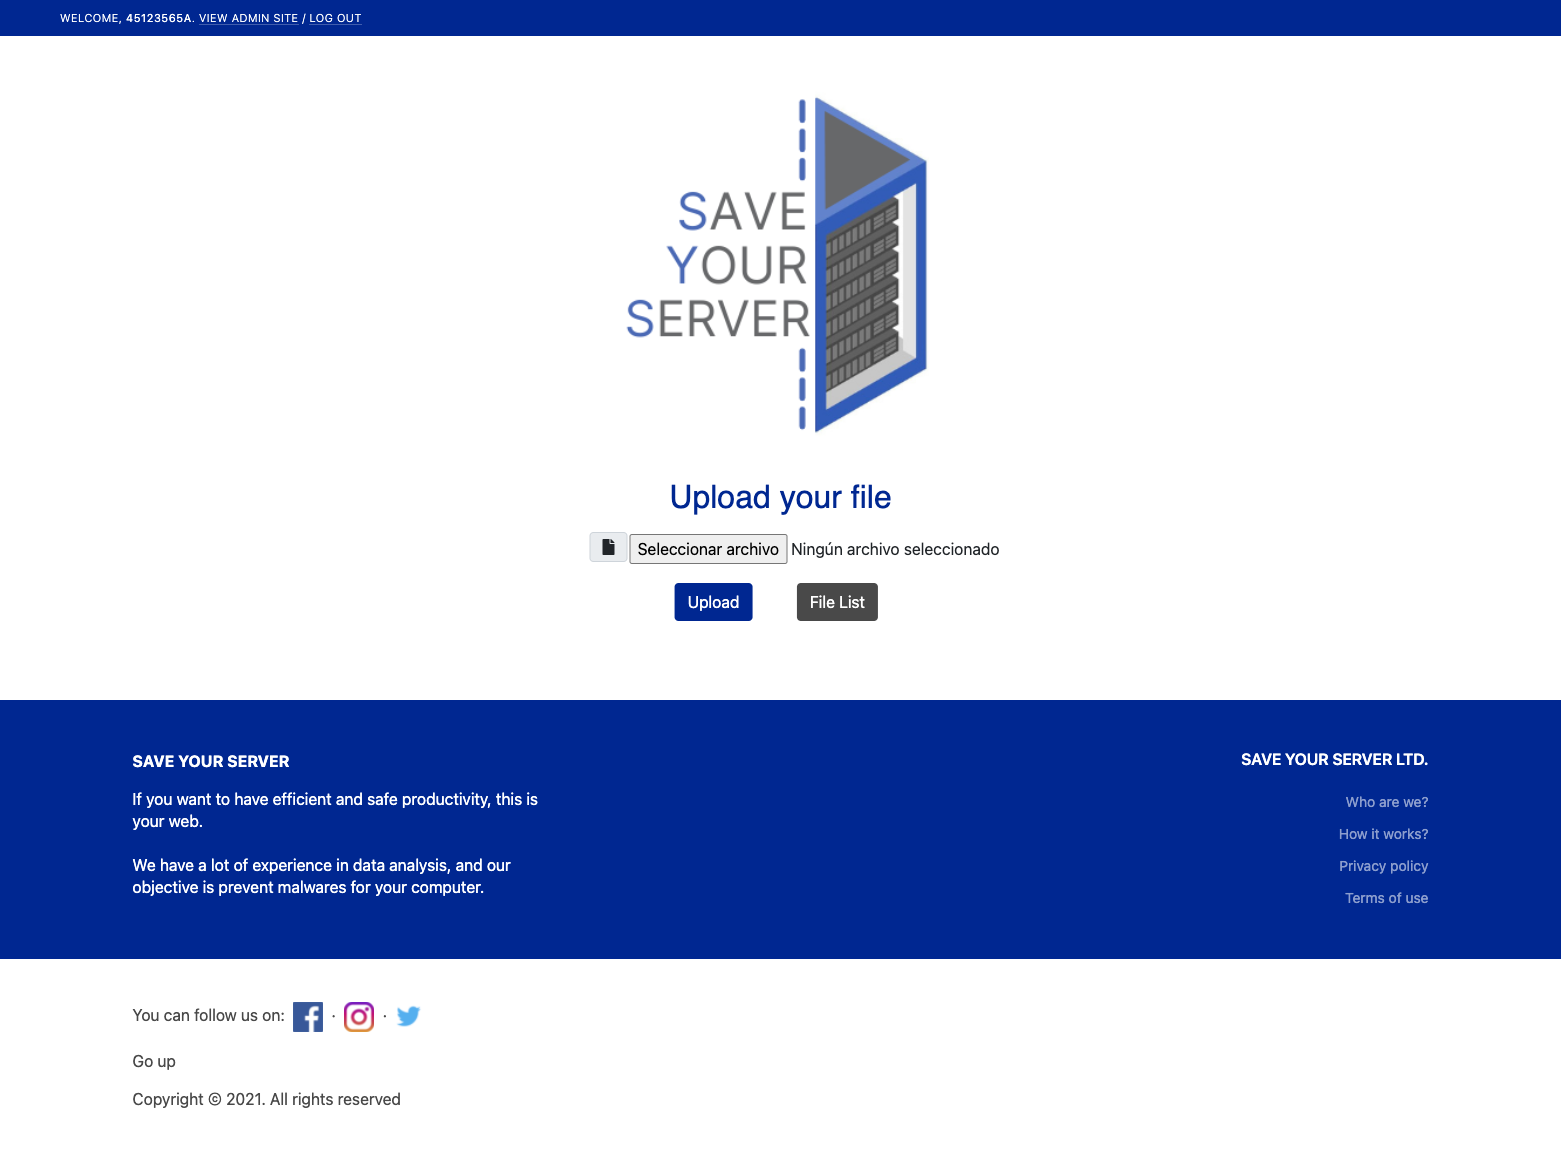 WELCOME, 45123565A. VIEW ADMIN SITE / LOG OUT
SAVE
YOUR
SERVER
Upload your file
Seleccionar archivo Ningún archivo seleccionado
Upload File List
SAVE YOUR SERVER
If you want to have efficient and safe productivity, this is
your web.
We have a lot of experience in data analysis, and our
objective is prevent malwares for your computer.
SAVE YOUR SERVER LTD.
Who are we?
How it works?
Privacy policy
Terms of use
You can follow us on: · ·
Go up
Copyright © 2021. All rights reserved